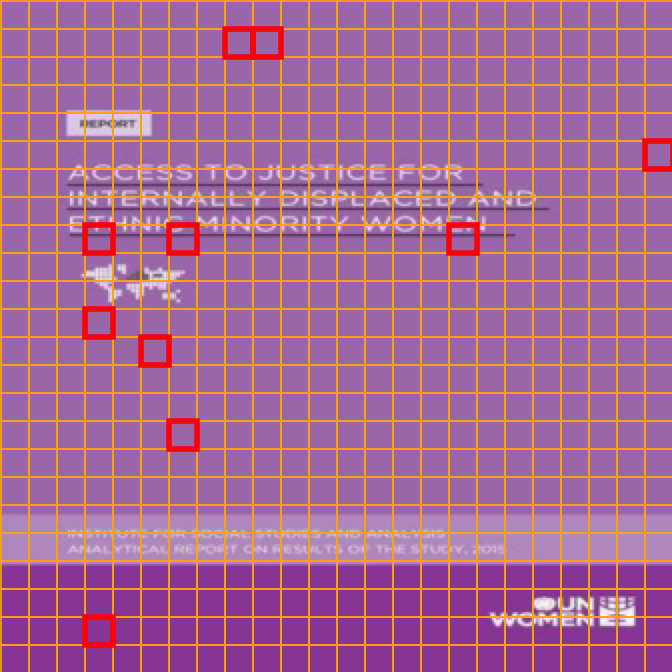 REPORT
ACCESS TO JUSTICE FOR
INTERNALLY DISPLACED AND
ETHNIC MINORITY WOMEN
INSTITUTE FOR SOCIAL STUDIES AND ANALYSIS
ANALYTICAL REPORT ON RESULTS OF THE STUDY, 2015
UN
WOMEN